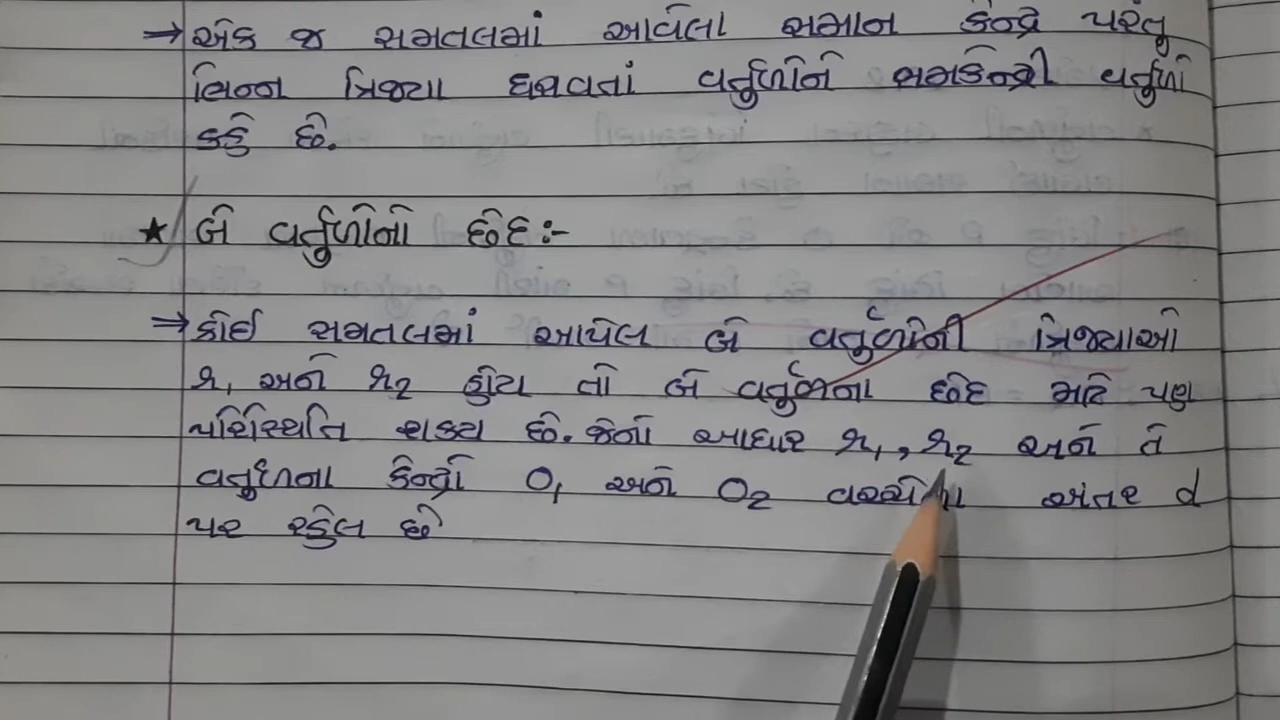 → એક જ સમતલમાં આવેલા સમાન કેન્દ્ર પરંતુ
ભિન્ન ત્રિજ્યા ધરાવતાં વર્તુળોને સમકેન્દ્રી વર્તુળો
કહે છે.
★ બે વર્તુળોનો છેદ:-
⇒ કોઈ સમતલમાં આપેલ બે વર્તુળોની ત્રિજ્યાઓ
r₁ અને r₂ હોય તો બે વર્તુળના છેદ માટે પણ
પરિસ્થિતિ શક્ય છે. જેનો આધાર r₁, r₂ અને તે
વર્તુળના કેન્દ્રો O₁ અને O₂ વચ્ચેના અંતર d
પર રહેલ છે